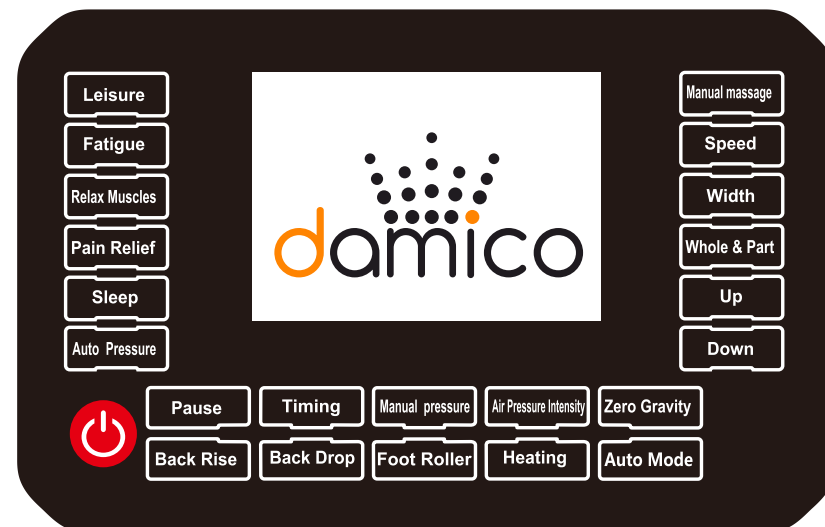 Leisure
Fatigue
Relax Muscles
Pain Relief
Sleep
Auto Pressure
damico
Manual massage
Speed
Width
Whole & Part
Up
Down
Pause
Timing
Manual pressure
Air Pressure Intensity
Zero Gravity
Back Rise
Back Drop
Foot Roller
Heating
Auto Mode